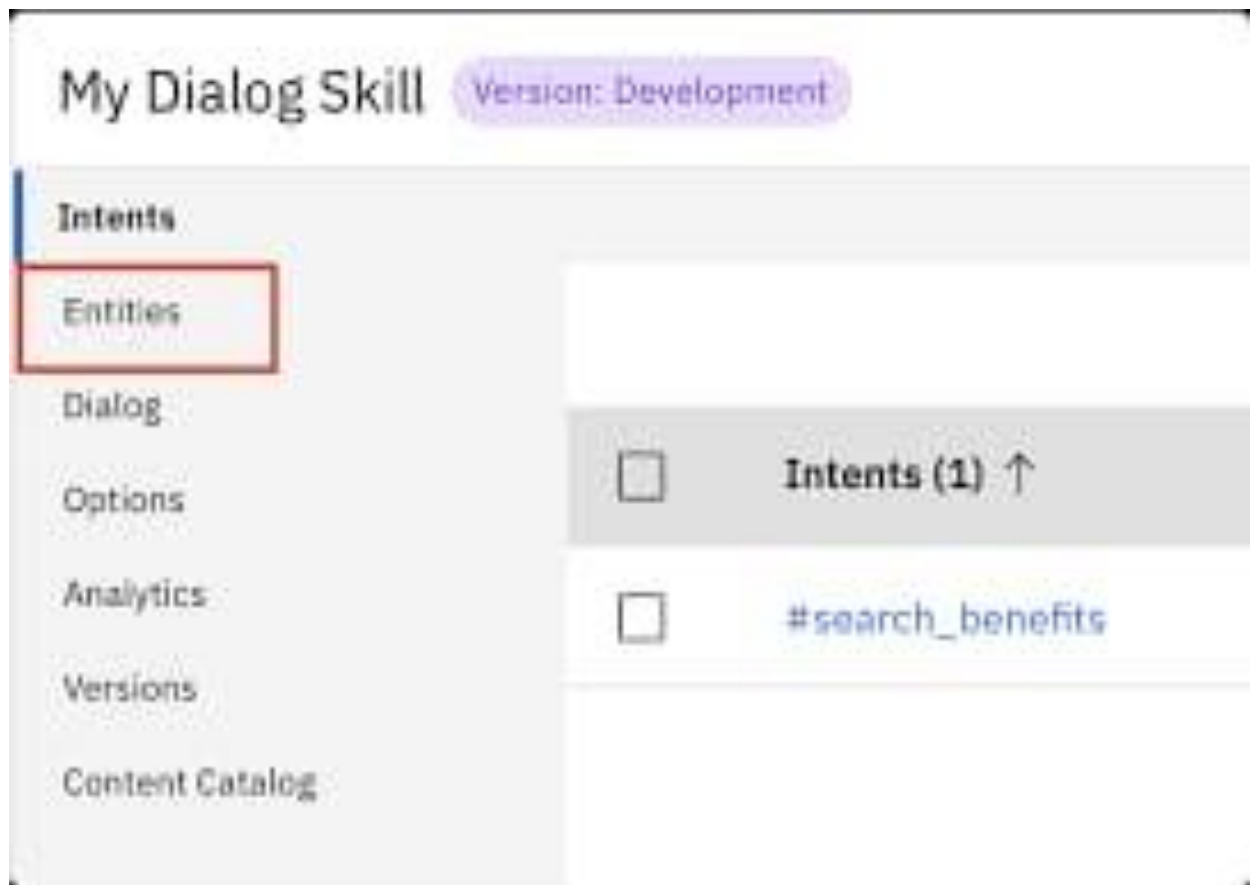 My Dialog Skill Version: Development
Intents
Entities
Dialog
Options
Analytics
Versions
Content Catalog
Intents (1) ↑
#search_benefits